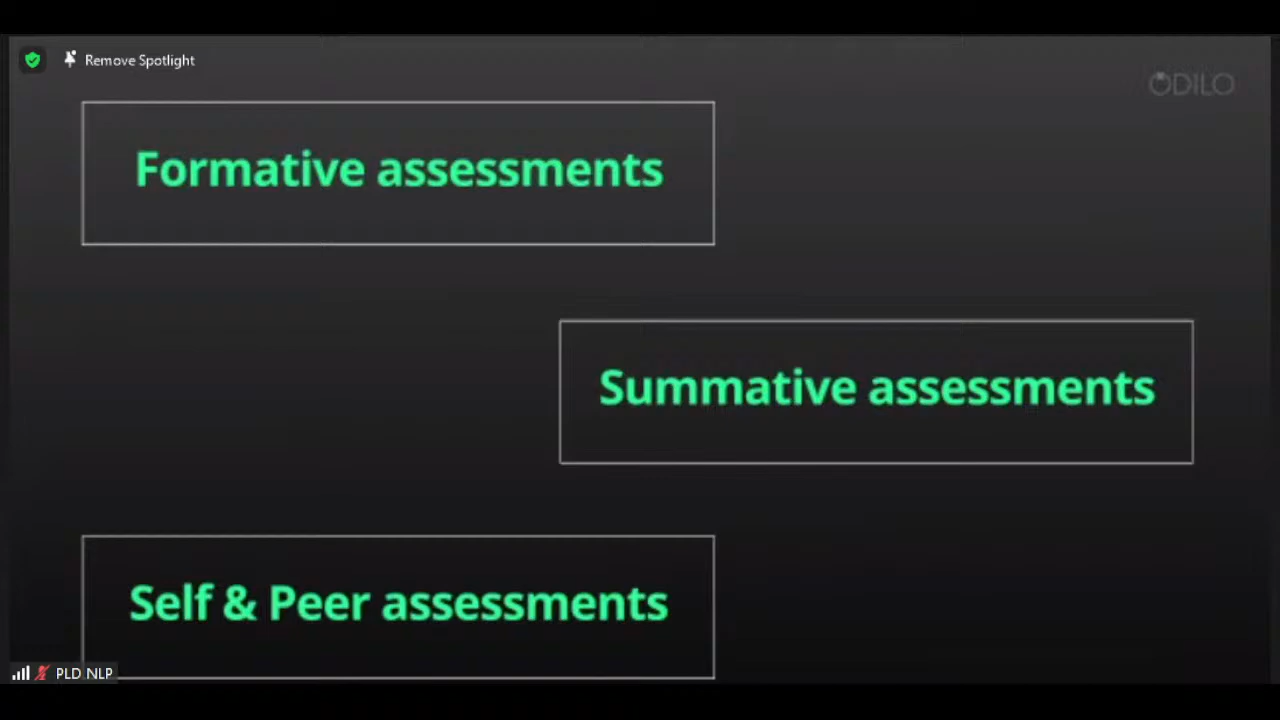 Remove Spotlight
ODILO
Formative assessments
Summative assessments
Self & Peer assessments
PLD NLP